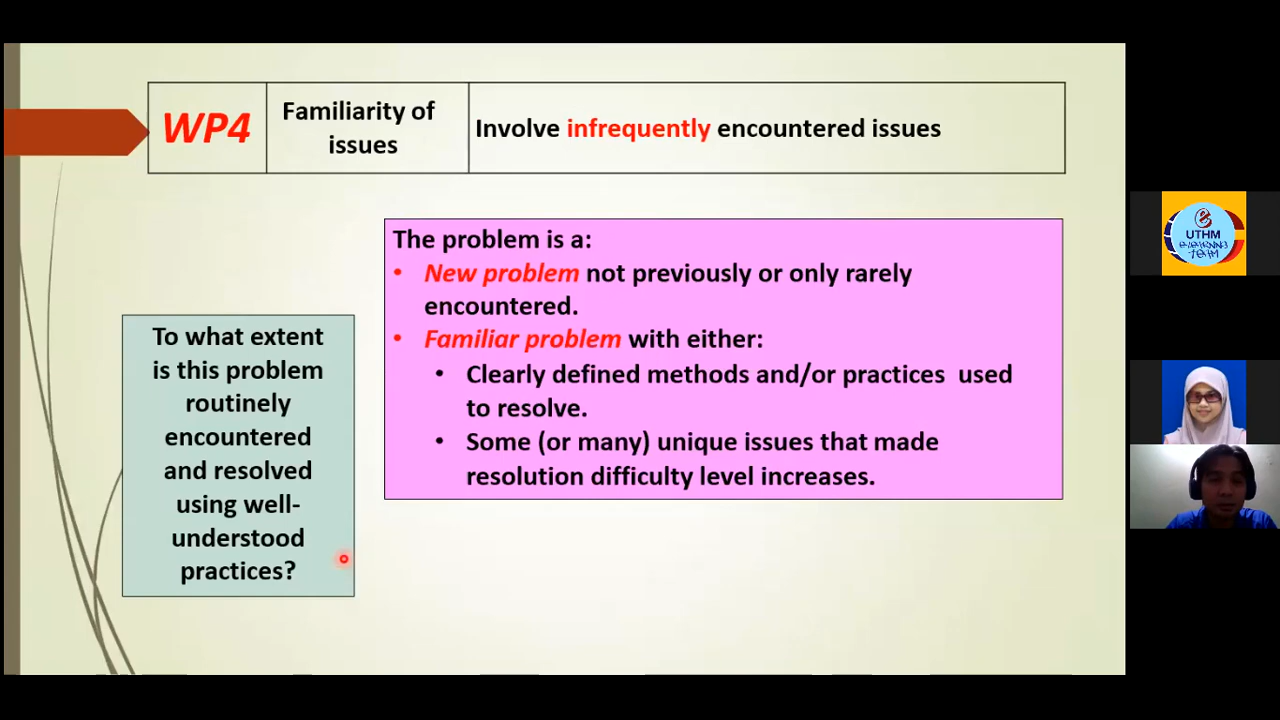 WP4
Familiarity of
issues
Involve infrequently encountered issues
The problem is a:
• New problem not previously or only rarely
encountered.
• Familiar problem with either:
• Clearly defined methods and/or practices used
to resolve.
• Some (or many) unique issues that made
resolution difficulty level increases.
To what extent
is this problem
routinely
encountered
and resolved
using well-
understood
practices?
e
UTHM
eLearning
team